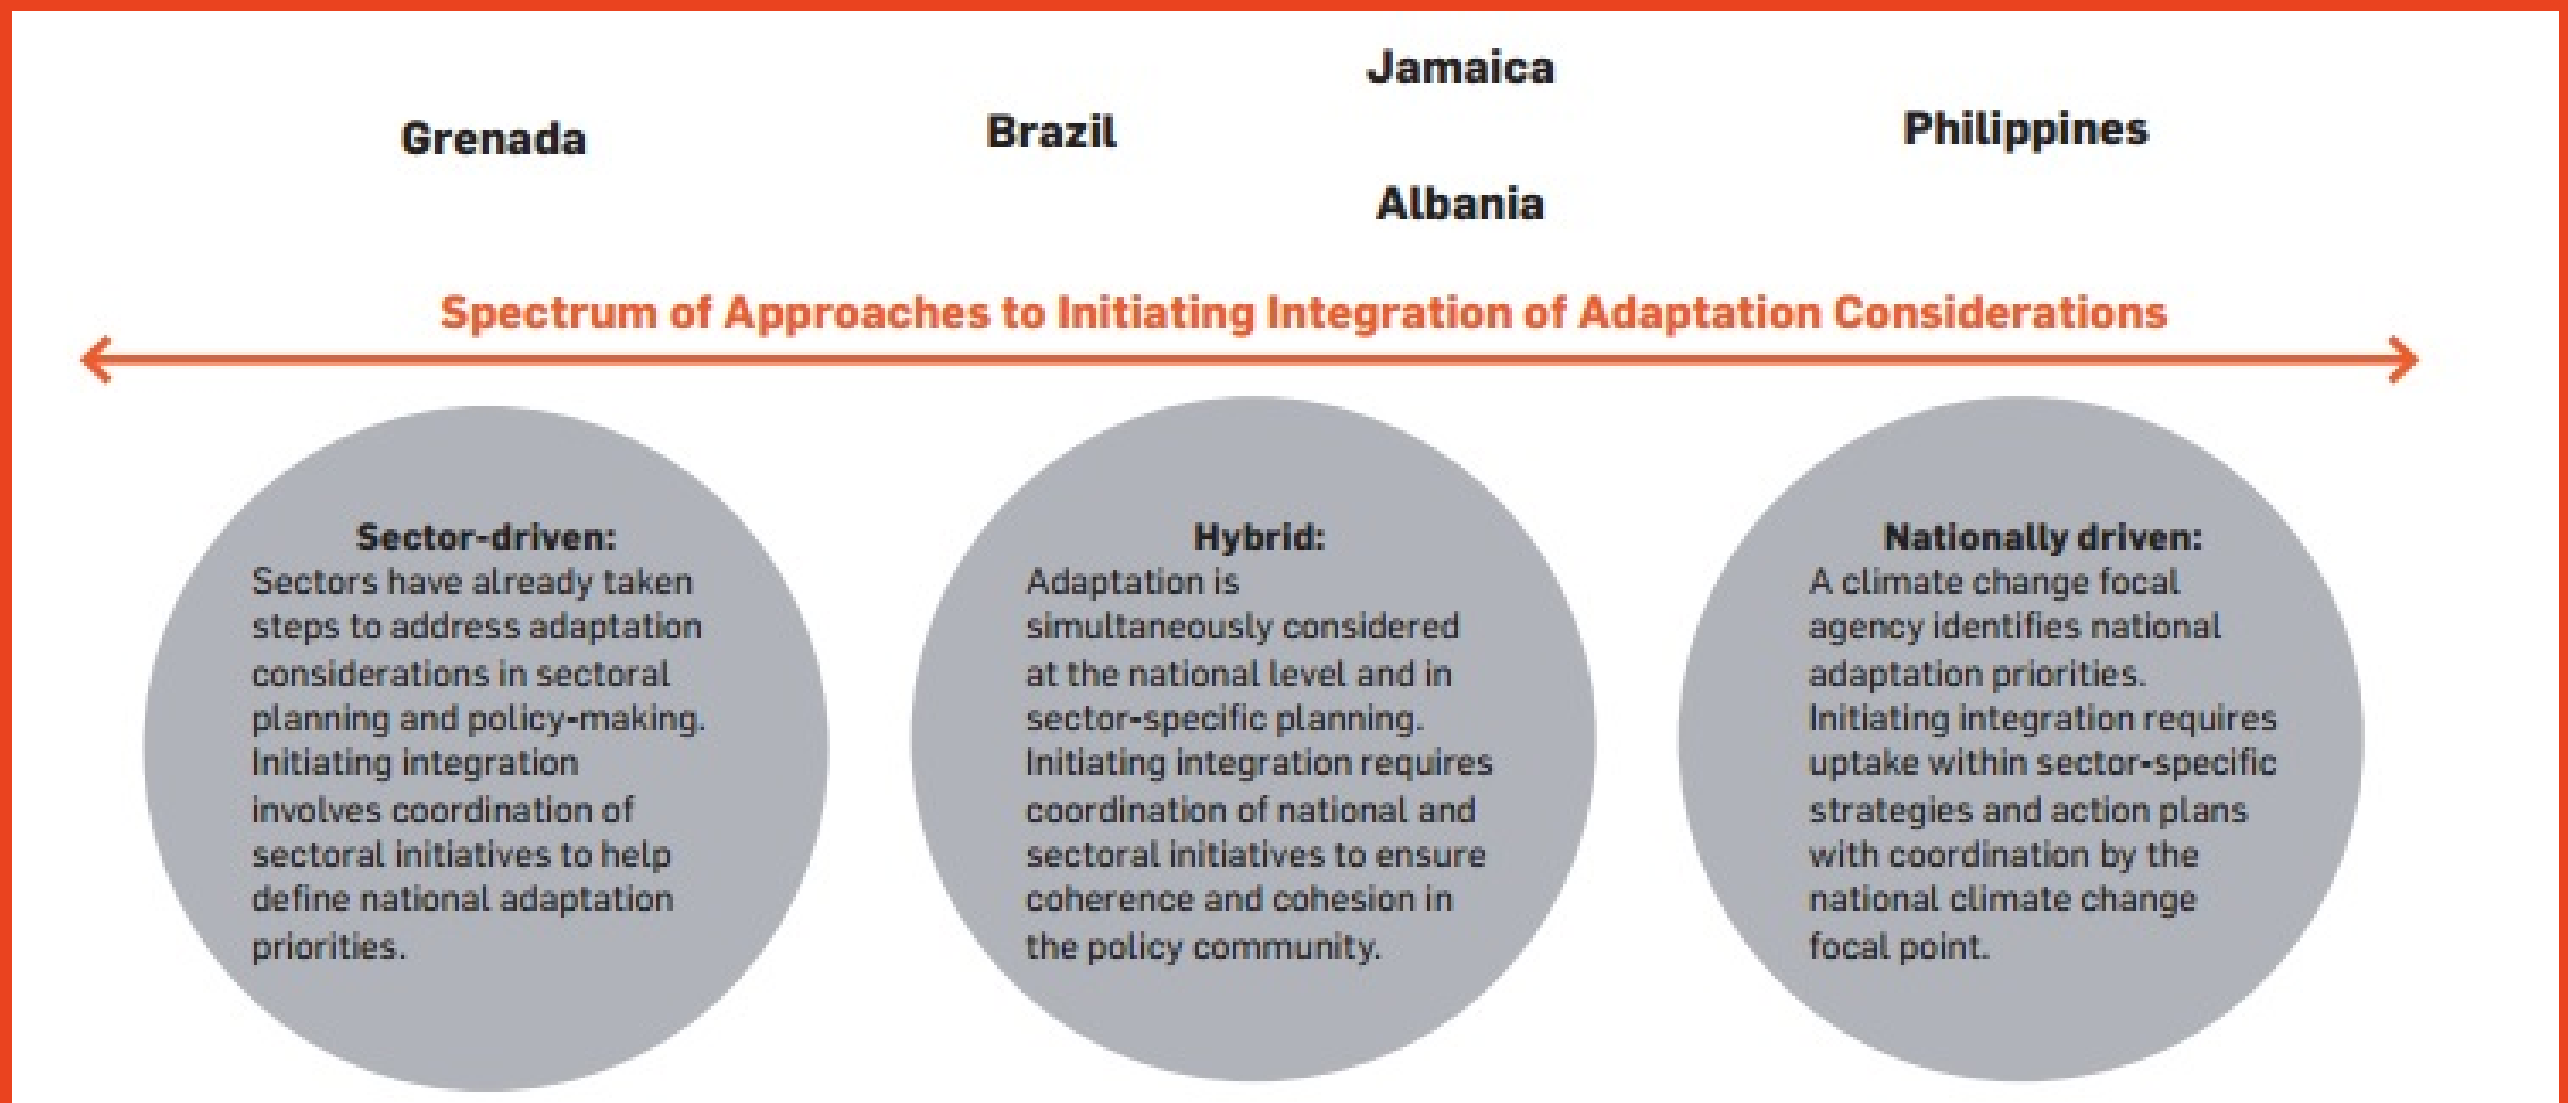 Jamaica
Grenada
Brazil
Philippines
Albania
Spectrum of Approaches to Initiating Integration of Adaptation Considerations
Sector-driven:
Sectors have already taken
steps to address adaptation
considerations in sectoral
planning and policy-making.
Initiating integration
involves coordination of
sectoral initiatives to help
define national adaptation
priorities.
Hybrid:
Adaptation is
simultaneously considered
at the national level and in
sector-specific planning.
Initiating integration requires
coordination of national and
sectoral initiatives to ensure
coherence and cohesion in
the policy community.
Nationally driven:
A climate change focal
agency identifies national
adaptation priorities.
Initiating integration requires
uptake within sector-specific
strategies and action plans
with coordination by the
national climate change
focal point.